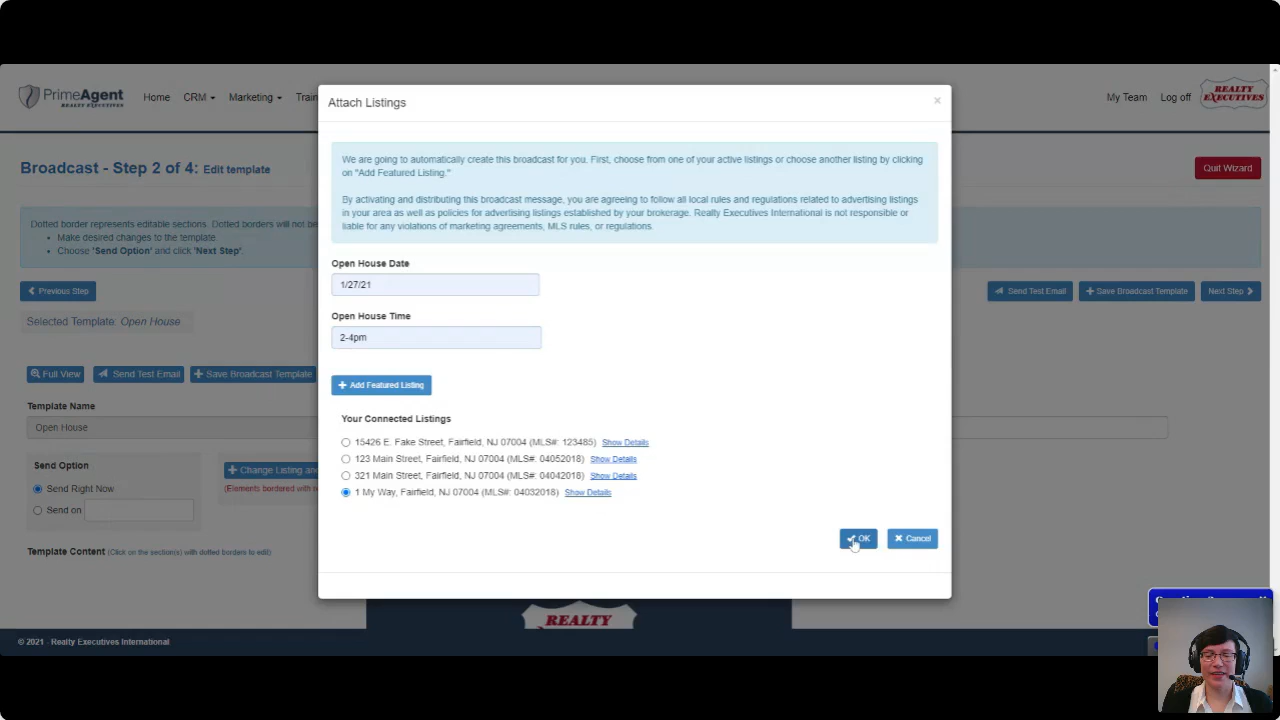 PrimeAgent
REALTY EXECUTIVES
Home
CRM
Marketing
My Team
Log off
REALTY
EXECUTIVES
Attach Listings
×
Broadcast - Step 2 of 4: Edit template
Quit Wizard
We are going to automatically create this broadcast for you. First, choose from one of your active listings or choose another listing by clicking
on "Add Featured Listing."
By activating and distributing this broadcast message, you are agreeing to follow all local rules and regulations related to advertising listings
in your area as well as policies for advertising listings established by your brokerage. Realty Executives International is not responsible or
liable for any violations of marketing agreements, MLS rules, or regulations.
Dotted border represents editable sections. Dotted borders will not be
• Make desired changes to the template.
• Choose 'Send Option' and click 'Next Step'.
Open House Date
1/27/21
Previous Step
Send Test Email
Save Broadcast Template
Next Step
Open House Time
2-4pm
Selected Template: Open House
Full View
Send Test Email
Save Broadcast Template
Add Featured Listing
Template Name
Open House
Your Connected Listings
15426 E. Fake Street, Fairfield, NJ 07004 (MLS#: 123485) Show Details
123 Main Street, Fairfield, NJ 07004 (MLS#: 04052018) Show Details
321 Main Street, Fairfield, NJ 07004 (MLS#: 04042018) Show Details
1 My Way, Fairfield, NJ 07004 (MLS#: 04032018) Show Details
Send Option
Send Right Now
Send on
Change Listing and
(Elements bordered with
OK
Cancel
Template Content (Click on the section(s) with dotted borders to edit)
REALTY
© 2021 - Realty Executives International